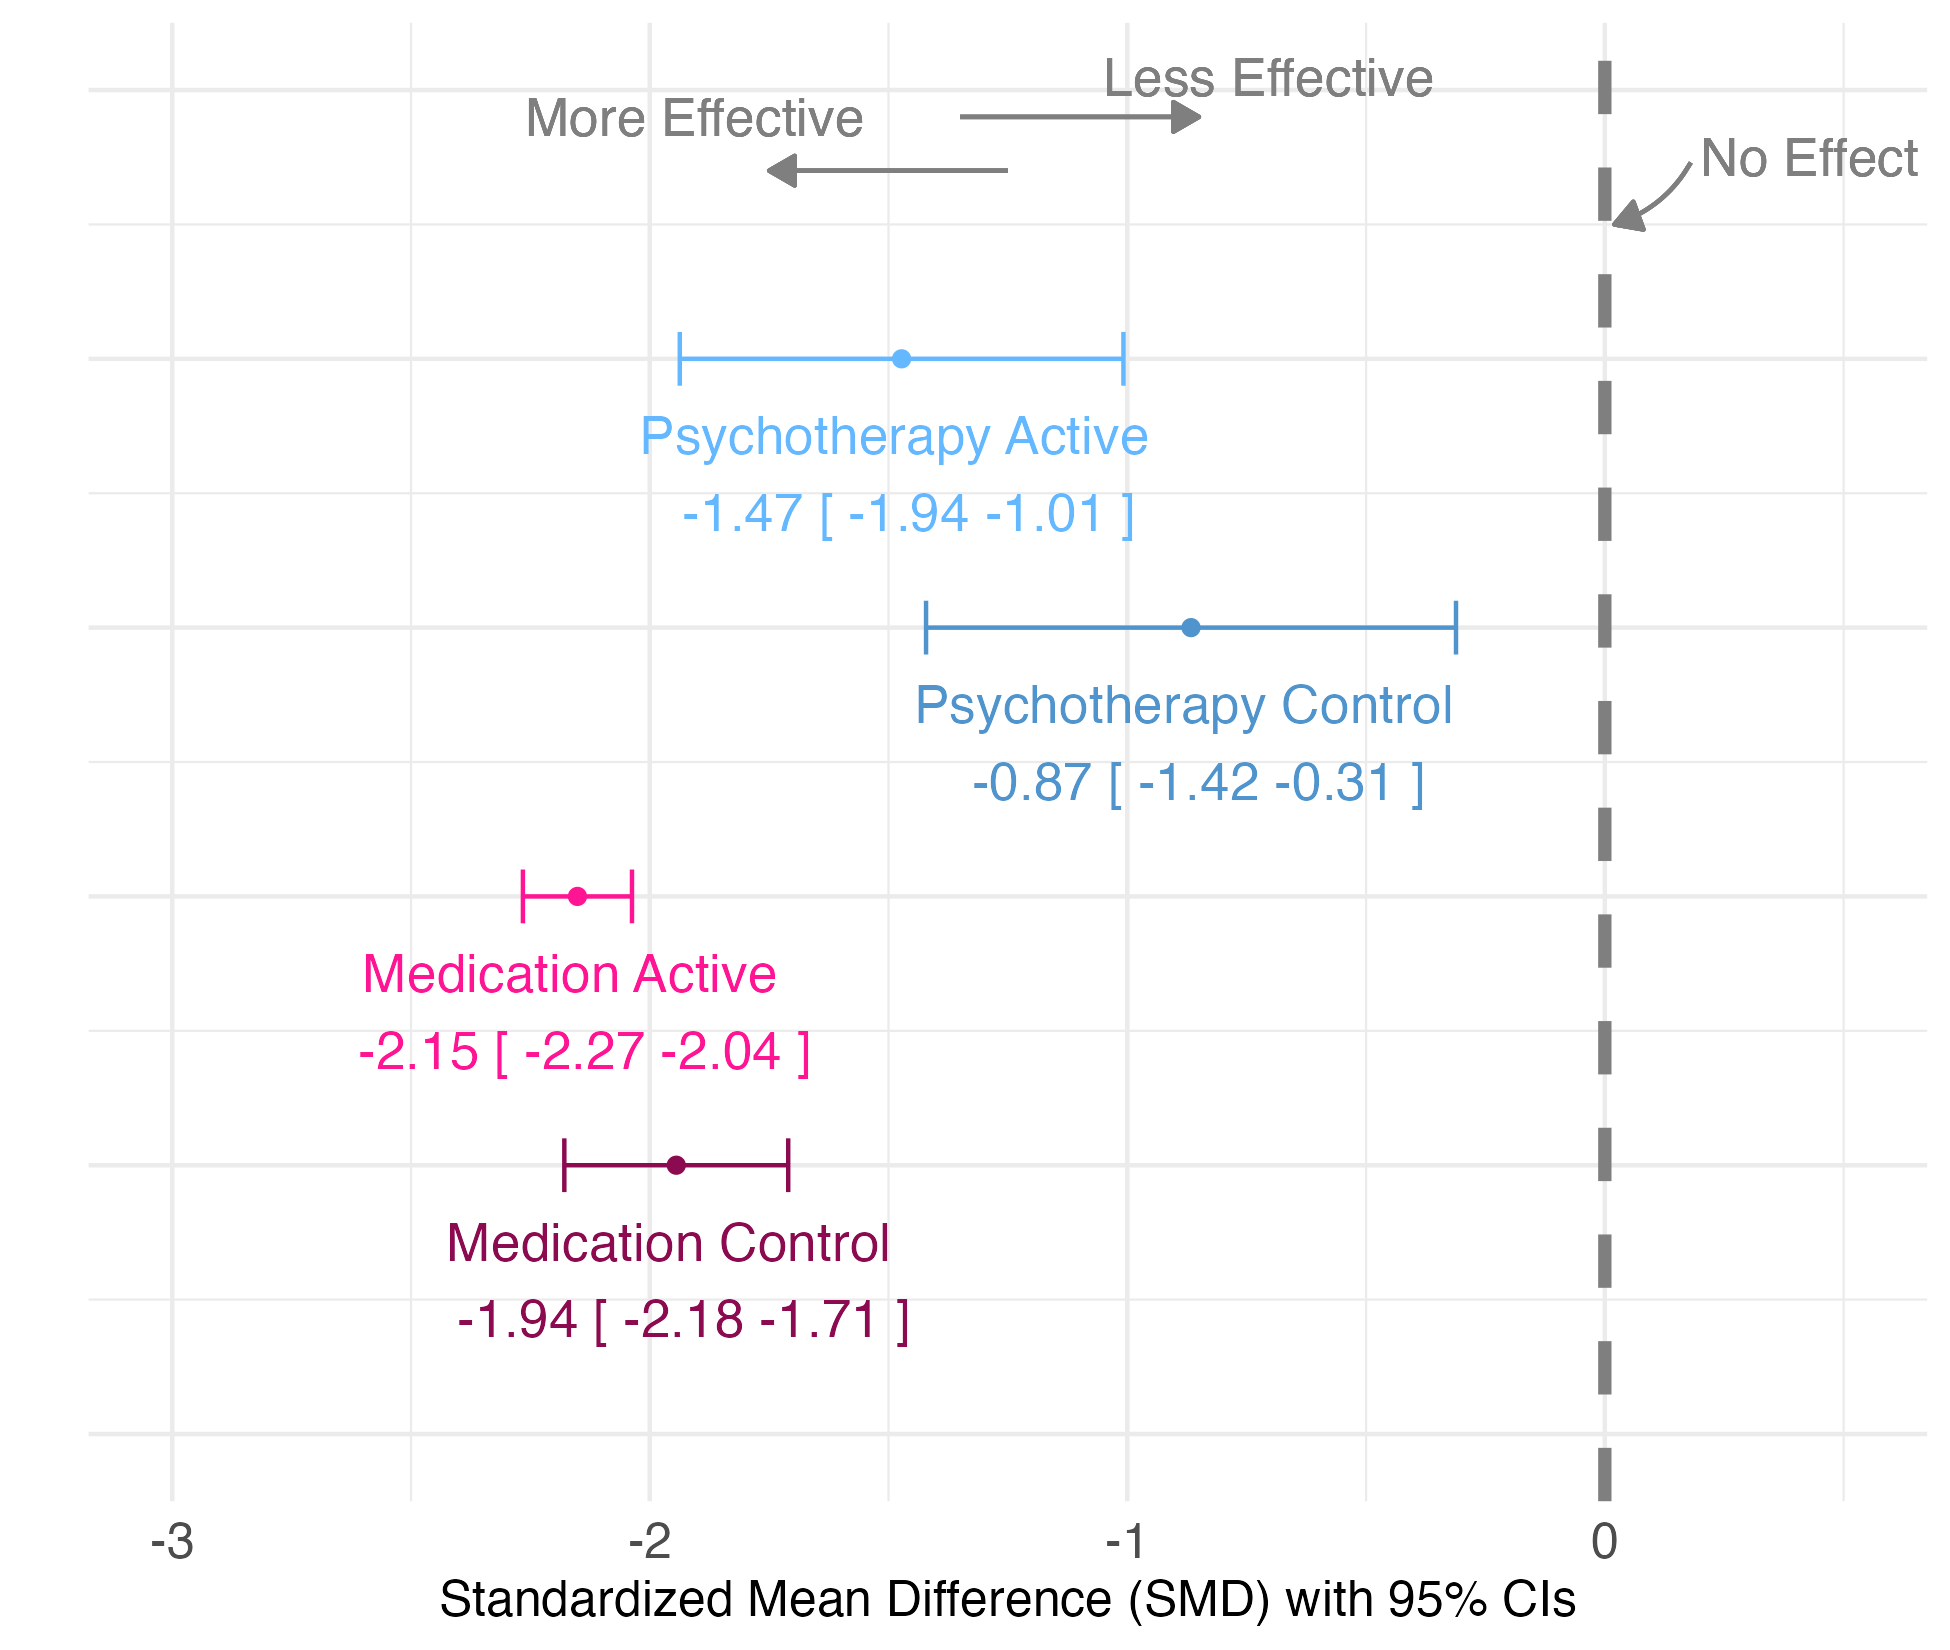 Less Effective
More Effective
No Effect
Psychotherapy Active
-1.47 [ -1.94 -1.01 ]
Psychotherapy Control
-0.87 [ -1.42 -0.31 ]
Medication Active
-2.15 [ -2.27 -2.04 ]
Medication Control
-1.94 [ -2.18 -1.71 ]
-3 -2 -1 0
Standardized Mean Difference (SMD) with 95% CIs